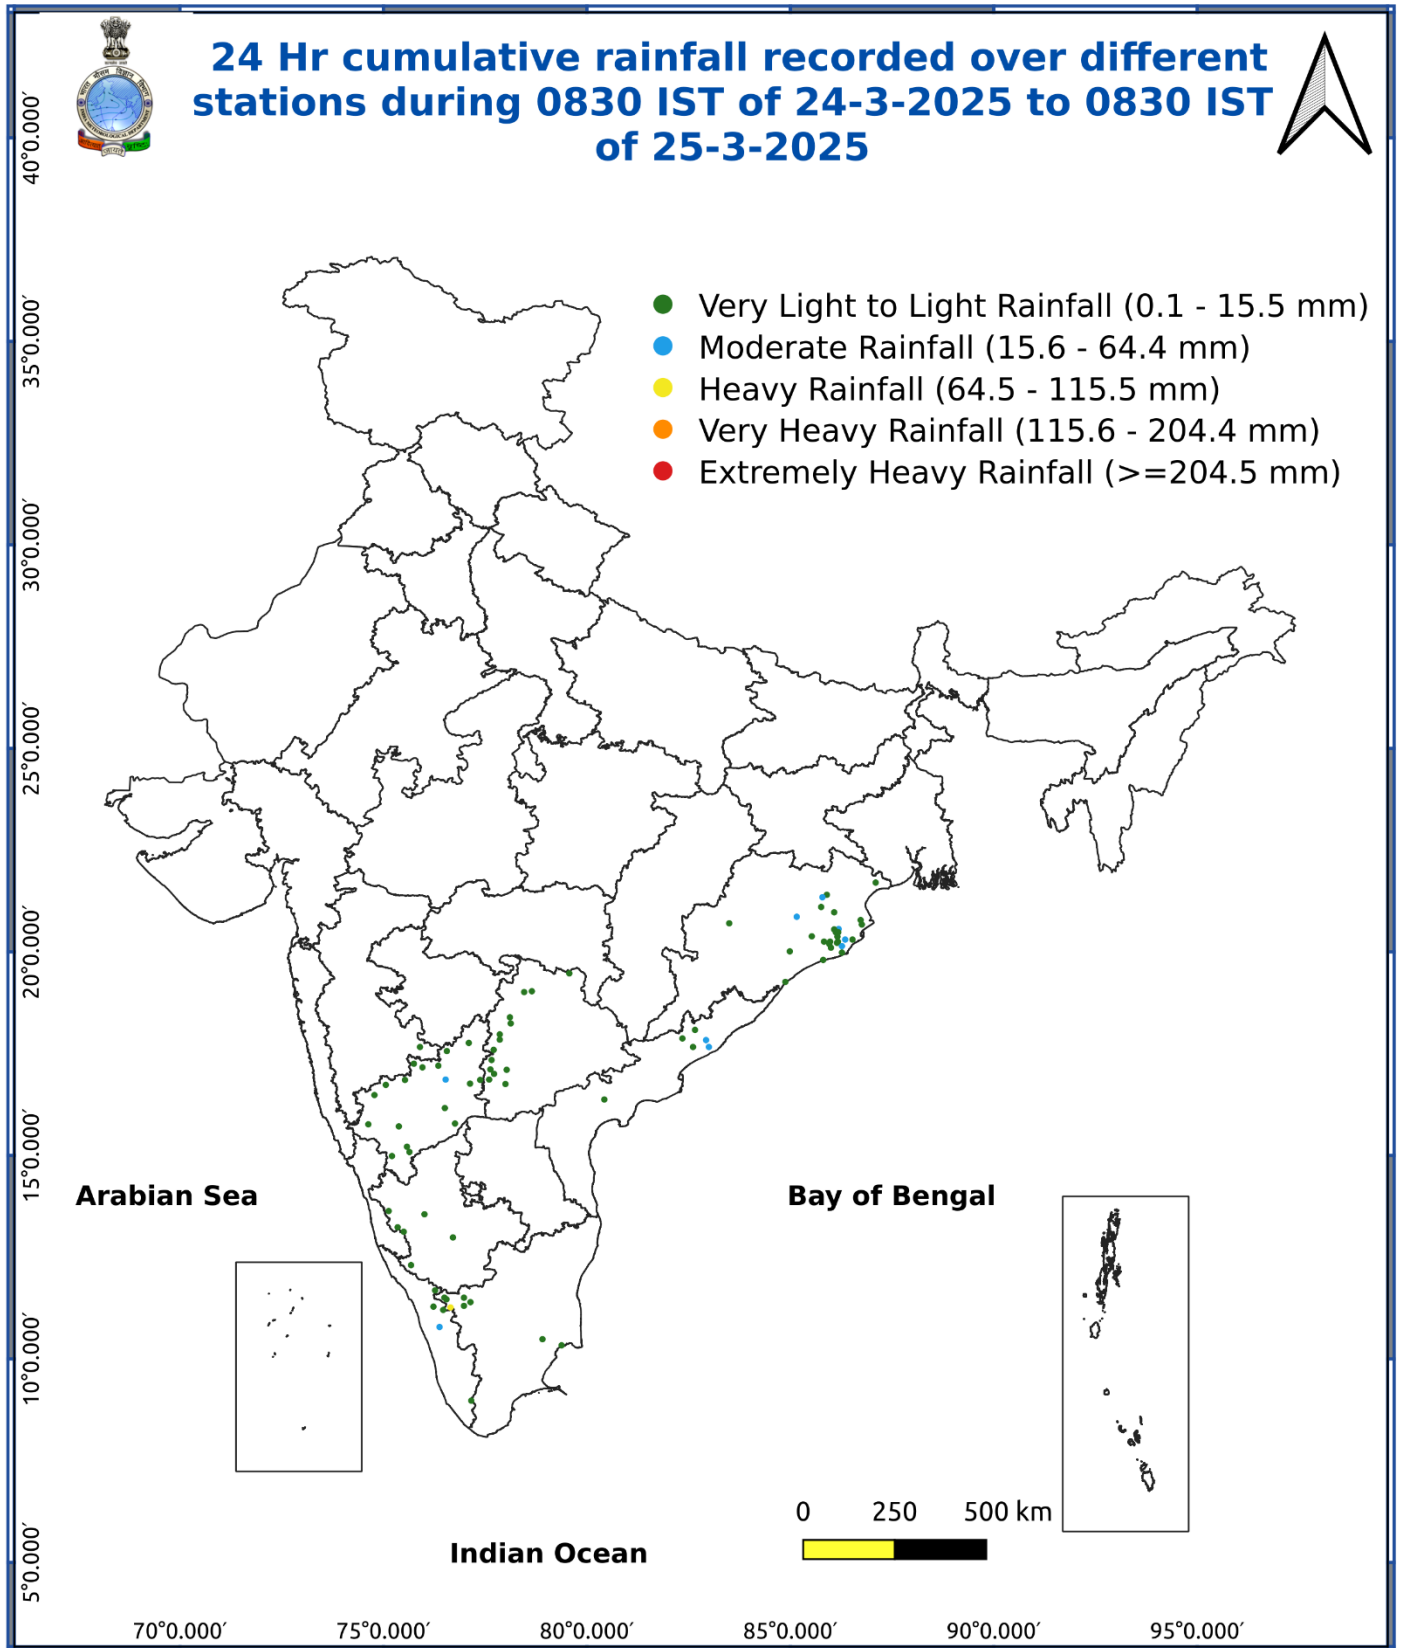 24 Hr cumulative rainfall recorded over different
stations during 0830 IST of 24-3-2025 to 0830 IST
of 25-3-2025
Very Light to Light Rainfall (0.1 - 15.5 mm)
Moderate Rainfall (15.6 - 64.4 mm)
Heavy Rainfall (64.5 - 115.5 mm)
Very Heavy Rainfall (115.6 - 204.4 mm)
Extremely Heavy Rainfall (>=204.5 mm)
40°0.000′
35°0.000′
30°0.000′
25°0.000′
20°0.000′
15°0.000′
10°0.000′
5°0.000′
Arabian Sea
Bay of Bengal
Indian Ocean
0 250 500 km
70°0.000′ 75°0.000′ 80°0.000′ 85°0.000′ 90°0.000′ 95°0.000′